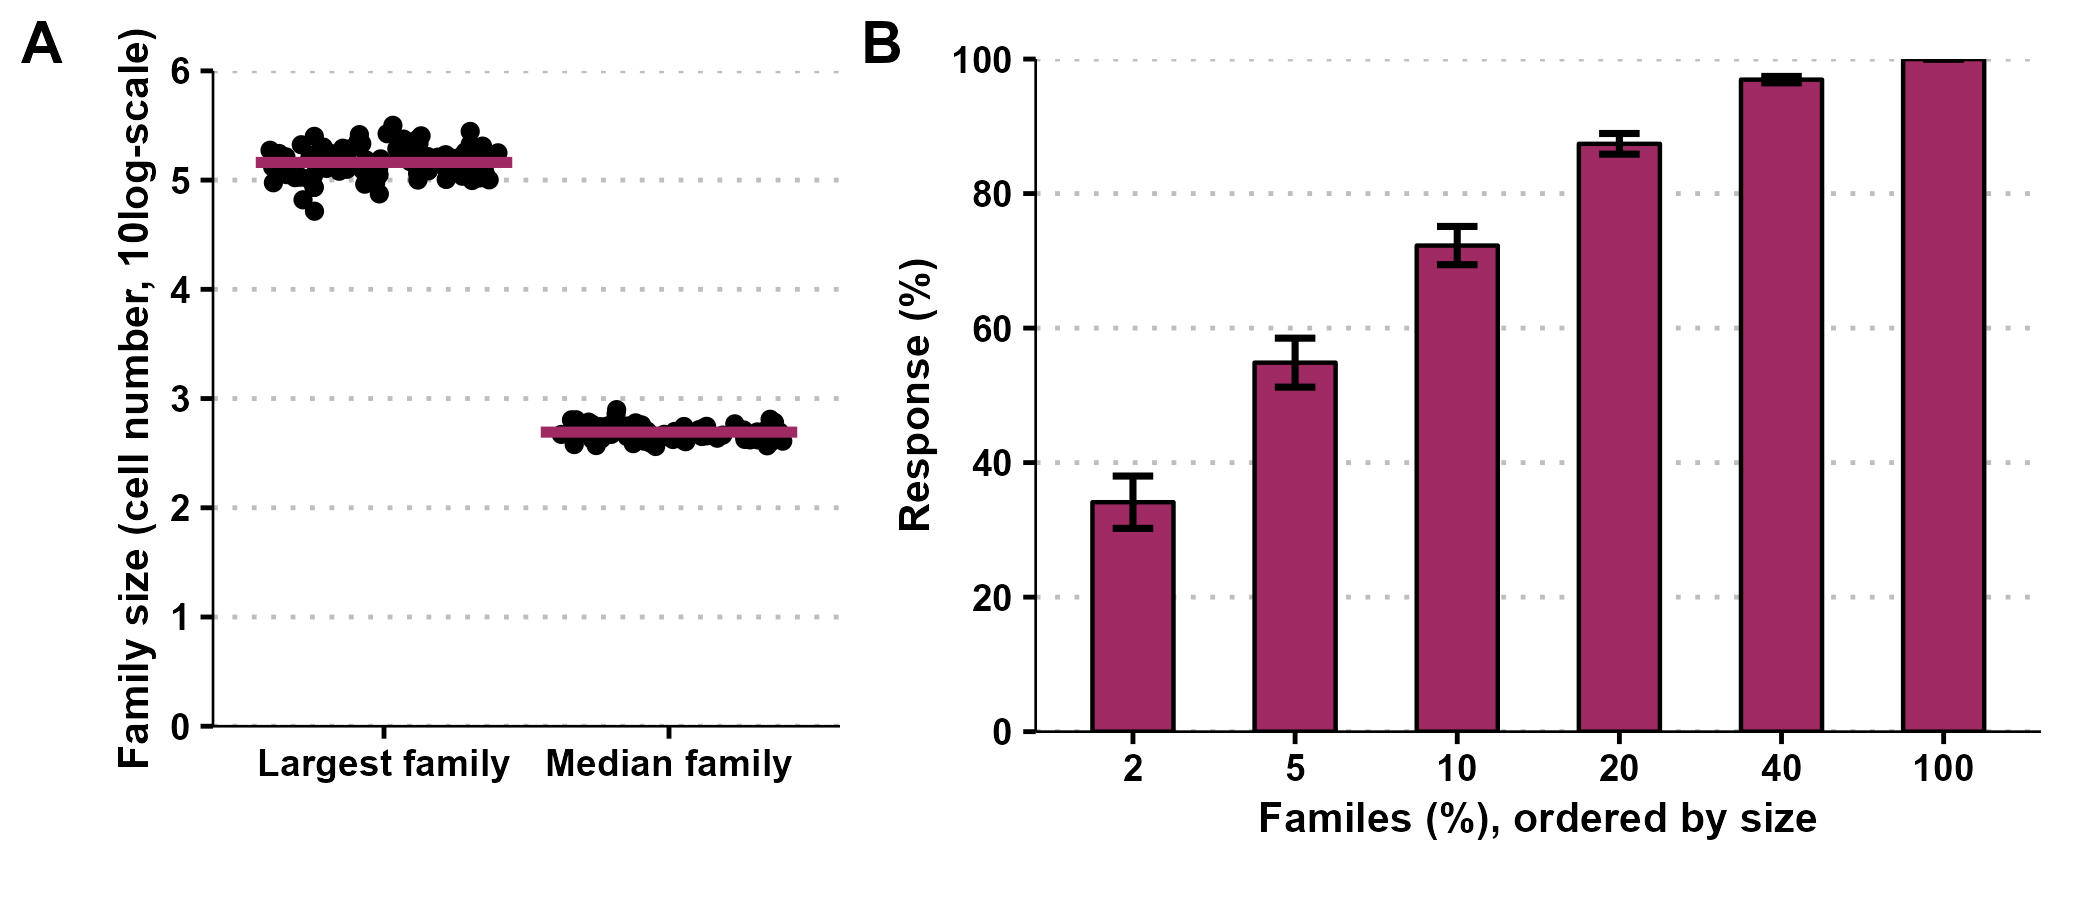 A
Family size (cell number, 10log-scale)
6
5
4
3
2
1
0
Largest family
Median family
B
Response (%)
100
80
60
40
20
0
2
5
10
20
40
100
Familes (%), ordered by size